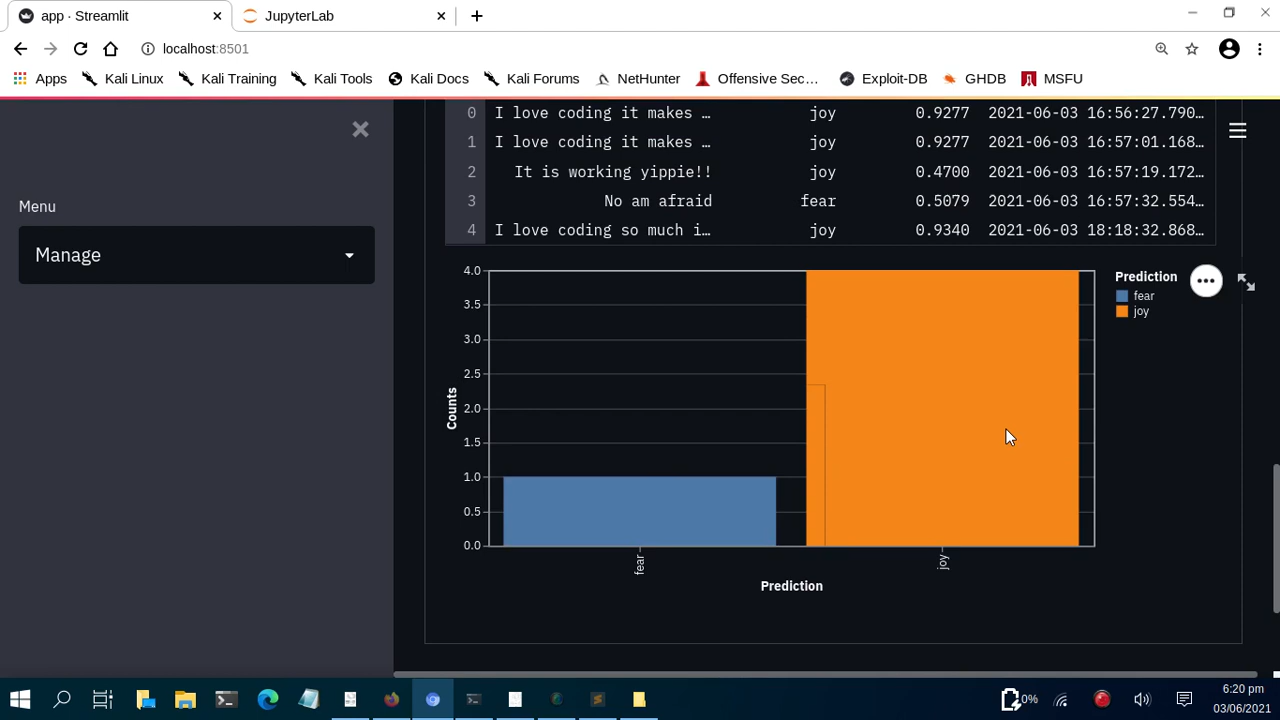 app · Streamlit
JupyterLab
localhost:8501
Apps
Kali Linux
Kali Training
Kali Tools
Kali Docs
Kali Forums
NetHunter
Offensive Sec...
Exploit-DB
GHDB
MSFU
0 I love coding it makes … joy 0.9277 2021-06-03 16:56:27.790…
1 I love coding it makes … joy 0.9277 2021-06-03 16:57:01.168…
2 It is working yippie!! joy 0.4700 2021-06-03 16:57:19.172…
3 No am afraid fear 0.5079 2021-06-03 16:57:32.554…
4 I love coding so much i… joy 0.9340 2021-06-03 18:18:32.868…
Menu
Manage
4.0
3.5
3.0
2.5
2.0
1.5
1.0
0.5
0.0
Counts
fear
joy
Prediction
Prediction
fear
joy
0%
6:20 pm
03/06/2021